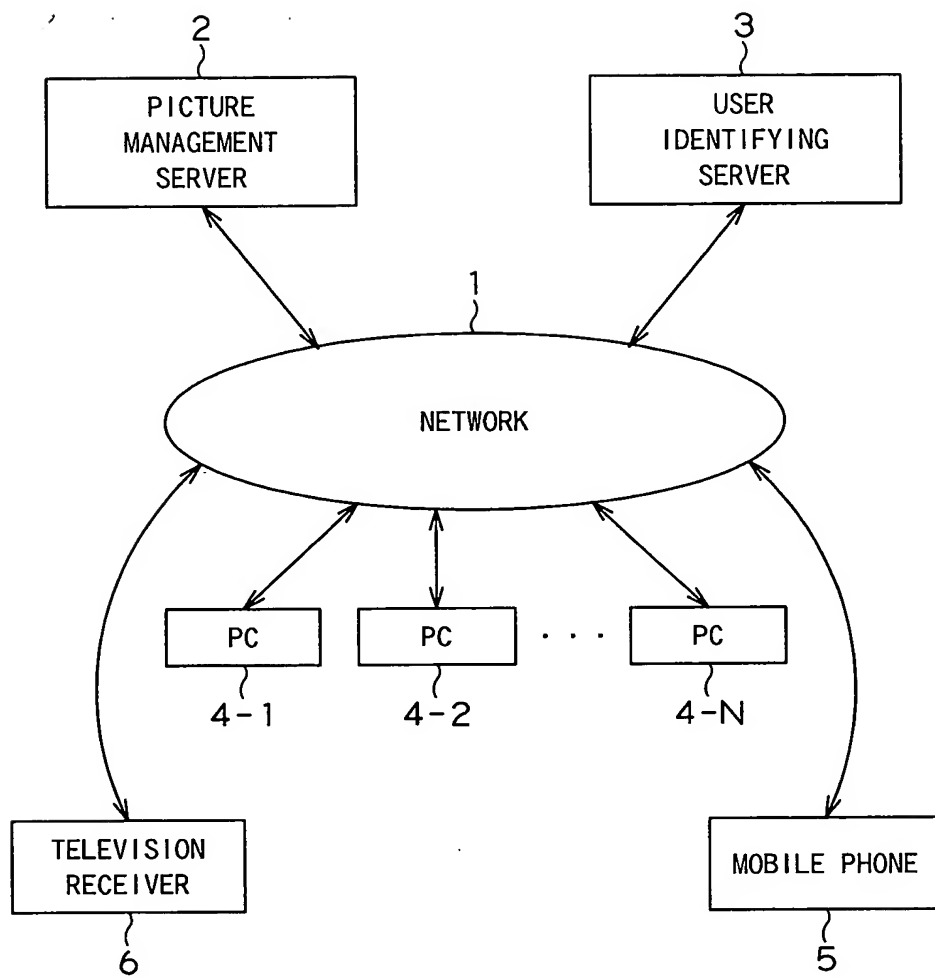 2
3
PICTURE
MANAGEMENT
SERVER
USER
IDENTIFYING
SERVER
1
NETWORK
PC
PC
. . .
PC
4-1
4-2
4-N
TELEVISION
RECEIVER
MOBILE PHONE
6
5